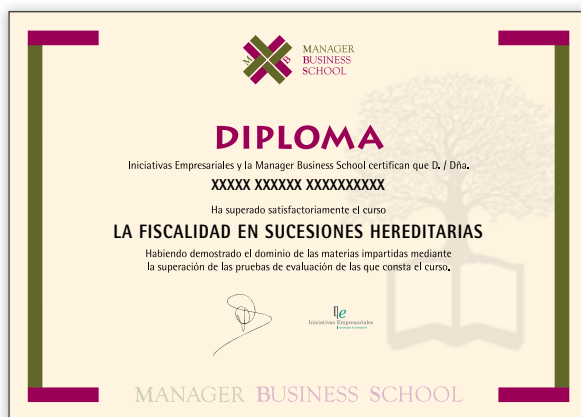 M B
MANAGER
BUSINESS
SCHOOL
DIPLOMA
Iniciativas Empresariales y la Manager Business School certifican que D. / Dña.
XXXXX XXXXXX XXXXXXXXXX
Ha superado satisfactoriamente el curso
LA FISCALIDAD EN SUCESIONES HEREDITARIAS
Habiendo demostrado el dominio de las materias impartidas mediante
la superación de las pruebas de evaluación de las que consta el curso.
Iniciativas Empresariales
MANAGER BUSINESS SCHOOL